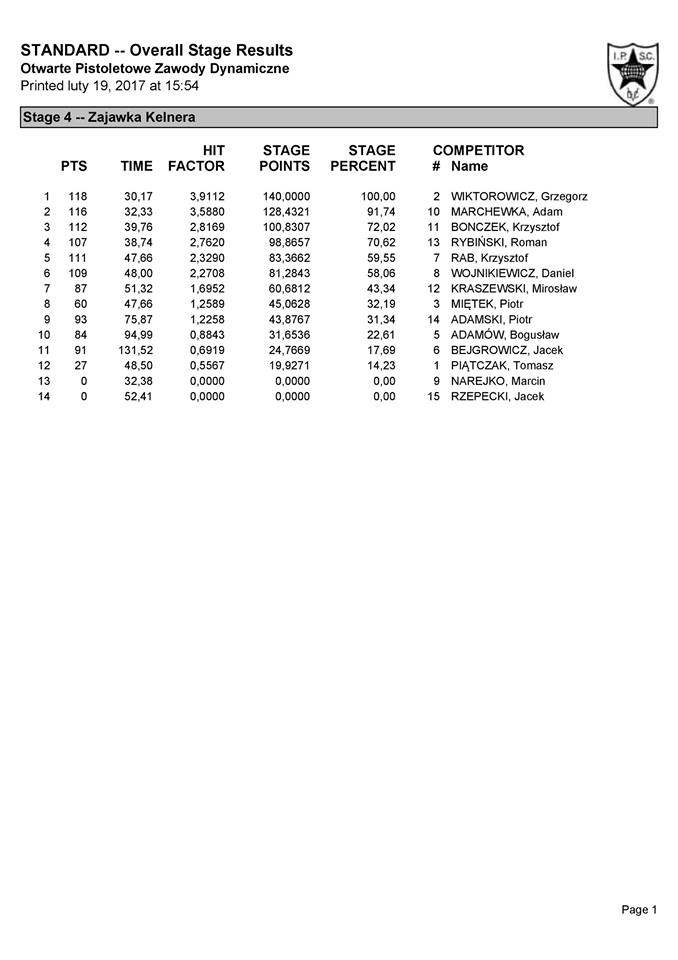 STANDARD -- Overall Stage Results
Otwarte Pistoletowe Zawody Dynamiczne
Printed luty 19, 2017 at 15:54
I.P.S.C.
DVC
®
Stage 4 -- Zajawka Kelnera
HIT STAGE STAGE COMPETITOR
PTS TIME FACTOR POINTS PERCENT # Name
1 118 30,17 3,9112 140,0000 100,00 2 WIKTOROWICZ, Grzegorz
2 116 32,33 3,5880 128,4321 91,74 10 MARCHEWKA, Adam
3 112 39,76 2,8169 100,8307 72,02 11 BONCZEK, Krzysztof
4 107 38,74 2,7620 98,8657 70,62 13 RYBIŃSKI, Roman
5 111 47,66 2,3290 83,3662 59,55 7 RAB, Krzysztof
6 109 48,00 2,2708 81,2843 58,06 8 WOJNIKIEWICZ, Daniel
7 87 51,32 1,6952 60,6812 43,34 12 KRASZEWSKI, Mirosław
8 60 47,66 1,2589 45,0628 32,19 3 MIĘTEK, Piotr
9 93 75,87 1,2258 43,8767 31,34 14 ADAMSKI, Piotr
10 84 94,99 0,8843 31,6536 22,61 5 ADAMÓW, Bogusław
11 91 131,52 0,6919 24,7669 17,69 6 BEJGROWICZ, Jacek
12 27 48,50 0,5567 19,9271 14,23 1 PIĄTCZAK, Tomasz
13 0 32,38 0,0000 0,0000 0,00 9 NAREJKO, Marcin
14 0 52,41 0,0000 0,0000 0,00 15 RZEPECKI, Jacek
Page 1